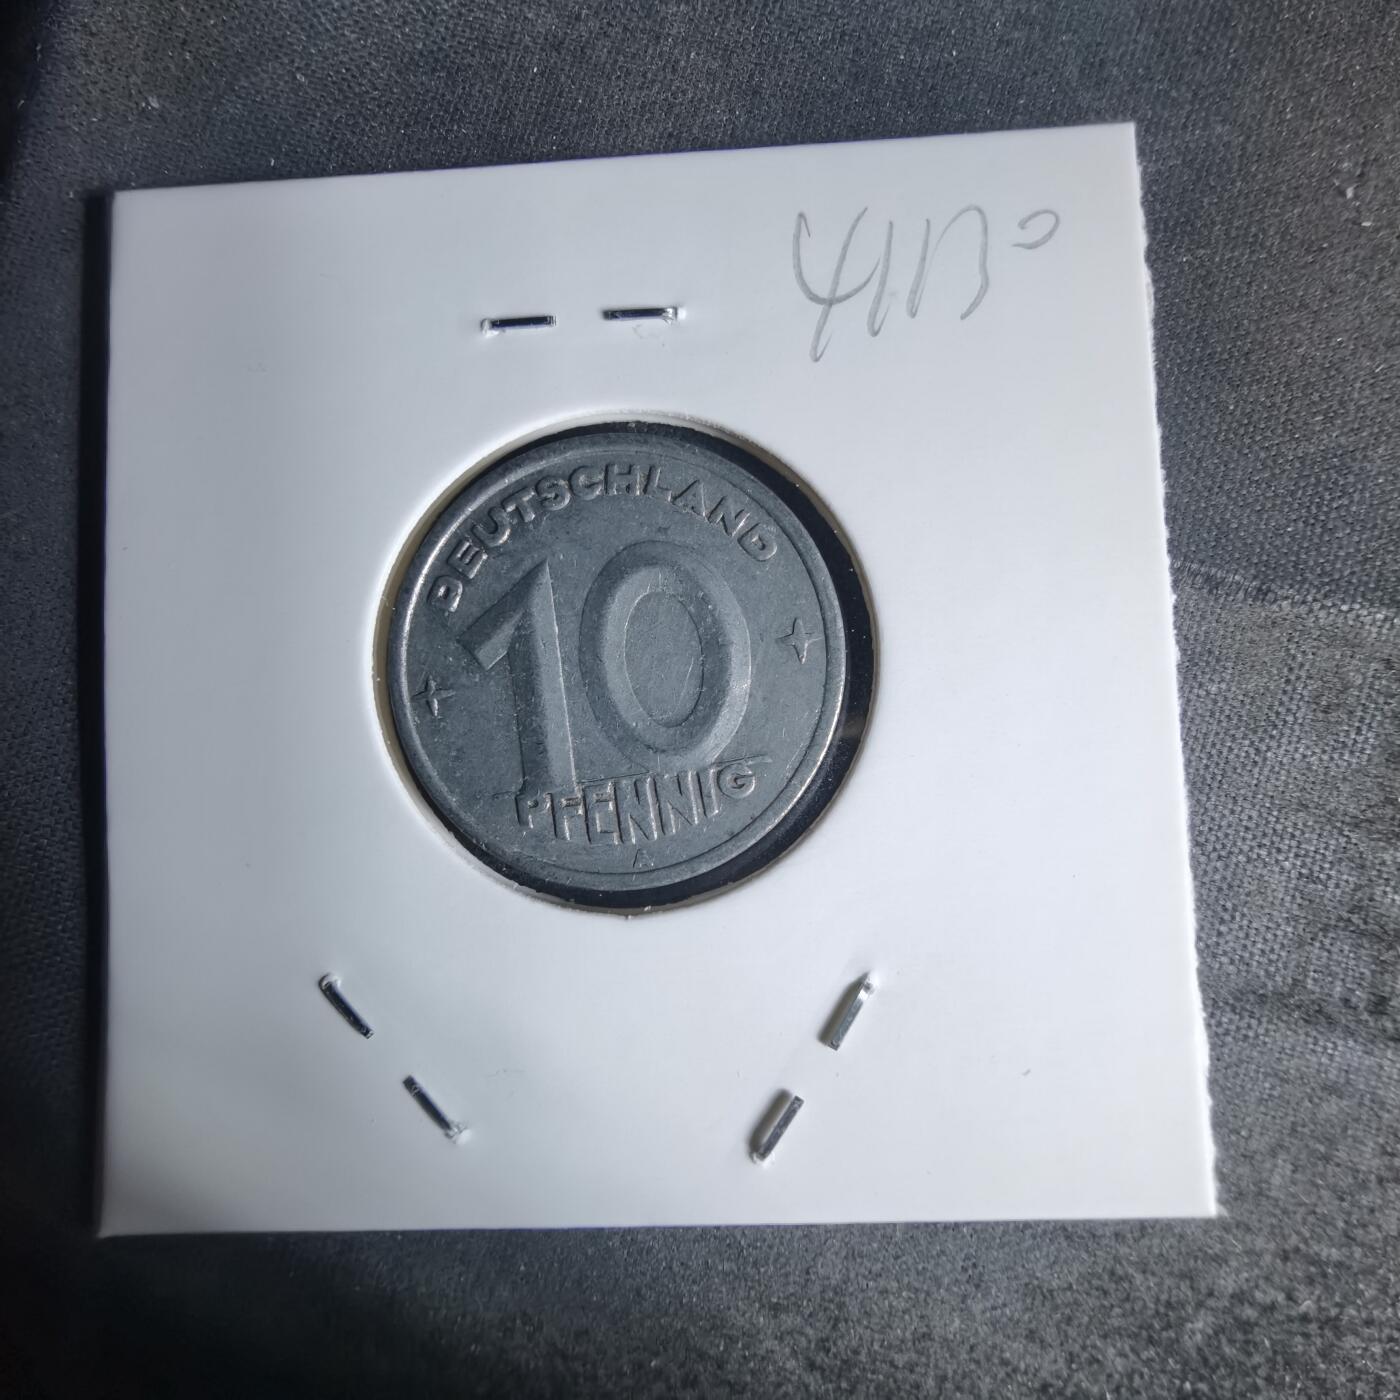 DEUTSCHLAND
10
PFENNIG
A